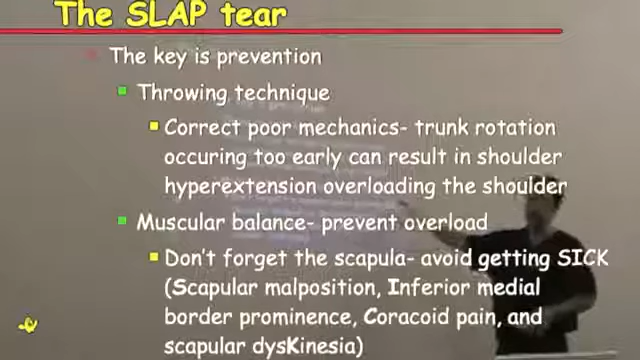 The SLAP tear
The key is prevention
Throwing technique
Correct poor mechanics- trunk rotation
occuring too early can result in shoulder
hyperextension overloading the shoulder
Muscular balance- prevent overload
Don't forget the scapula- avoid getting SICK
(Scapular malposition, Inferior medial
border prominence, Coracoid pain, and
scapular dysKinesia)